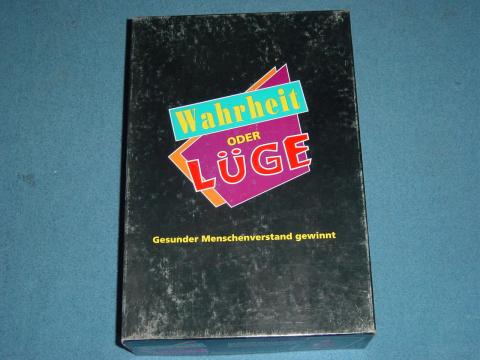 Wahrheit
ODER
LÜGE
Gesunder Menschenverstand gewinnt